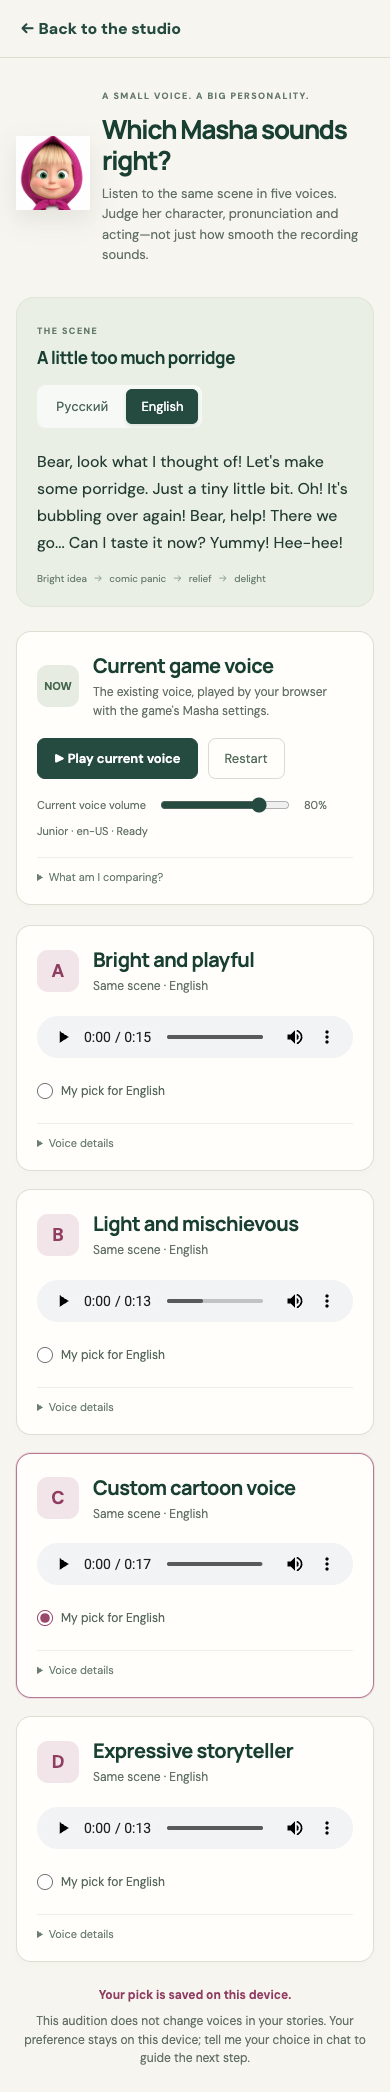 ← Back to the studio
A SMALL VOICE. A BIG PERSONALITY.
Which Masha sounds
right?
Listen to the same scene in five voices.
Judge her character, pronunciation and
acting—not just how smooth the recording
sounds.
THE SCENE
A little too much porridge
Русский English
Bear, look what I thought of! Let's make
some porridge. Just a tiny little bit. Oh! It's
bubbling over again! Bear, help! There we
go... Can I taste it now? Yummy! Hee-hee!
Bright idea → comic panic → relief → delight
NOW
Current game voice
The existing voice, played by your browser
with the game's Masha settings.
▶ Play current voice Restart
Current voice volume 80%
Junior · en-US · Ready
▶ What am I comparing?
A
Bright and playful
Same scene · English
0:00 / 0:15
My pick for English
▶ Voice details
B
Light and mischievous
Same scene · English
0:00 / 0:13
My pick for English
▶ Voice details
C
Custom cartoon voice
Same scene · English
0:00 / 0:17
My pick for English
▶ Voice details
D
Expressive storyteller
Same scene · English
0:00 / 0:13
My pick for English
▶ Voice details
Your pick is saved on this device.
This audition does not change voices in your stories. Your
preference stays on this device; tell me your choice in chat to
guide the next step.